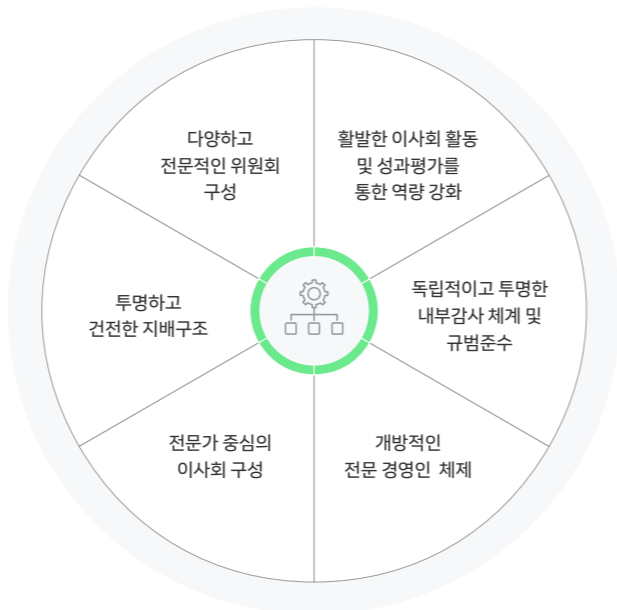 다양하고
전문적인 위원회
구성
활발한 이사회 활동
및 성과평가를
통한 역량 강화
투명하고
건전한 지배구조
독립적이고 투명한
내부감사 체계 및
규범준수
전문가 중심의
이사회 구성
개방적인
전문 경영인 체제